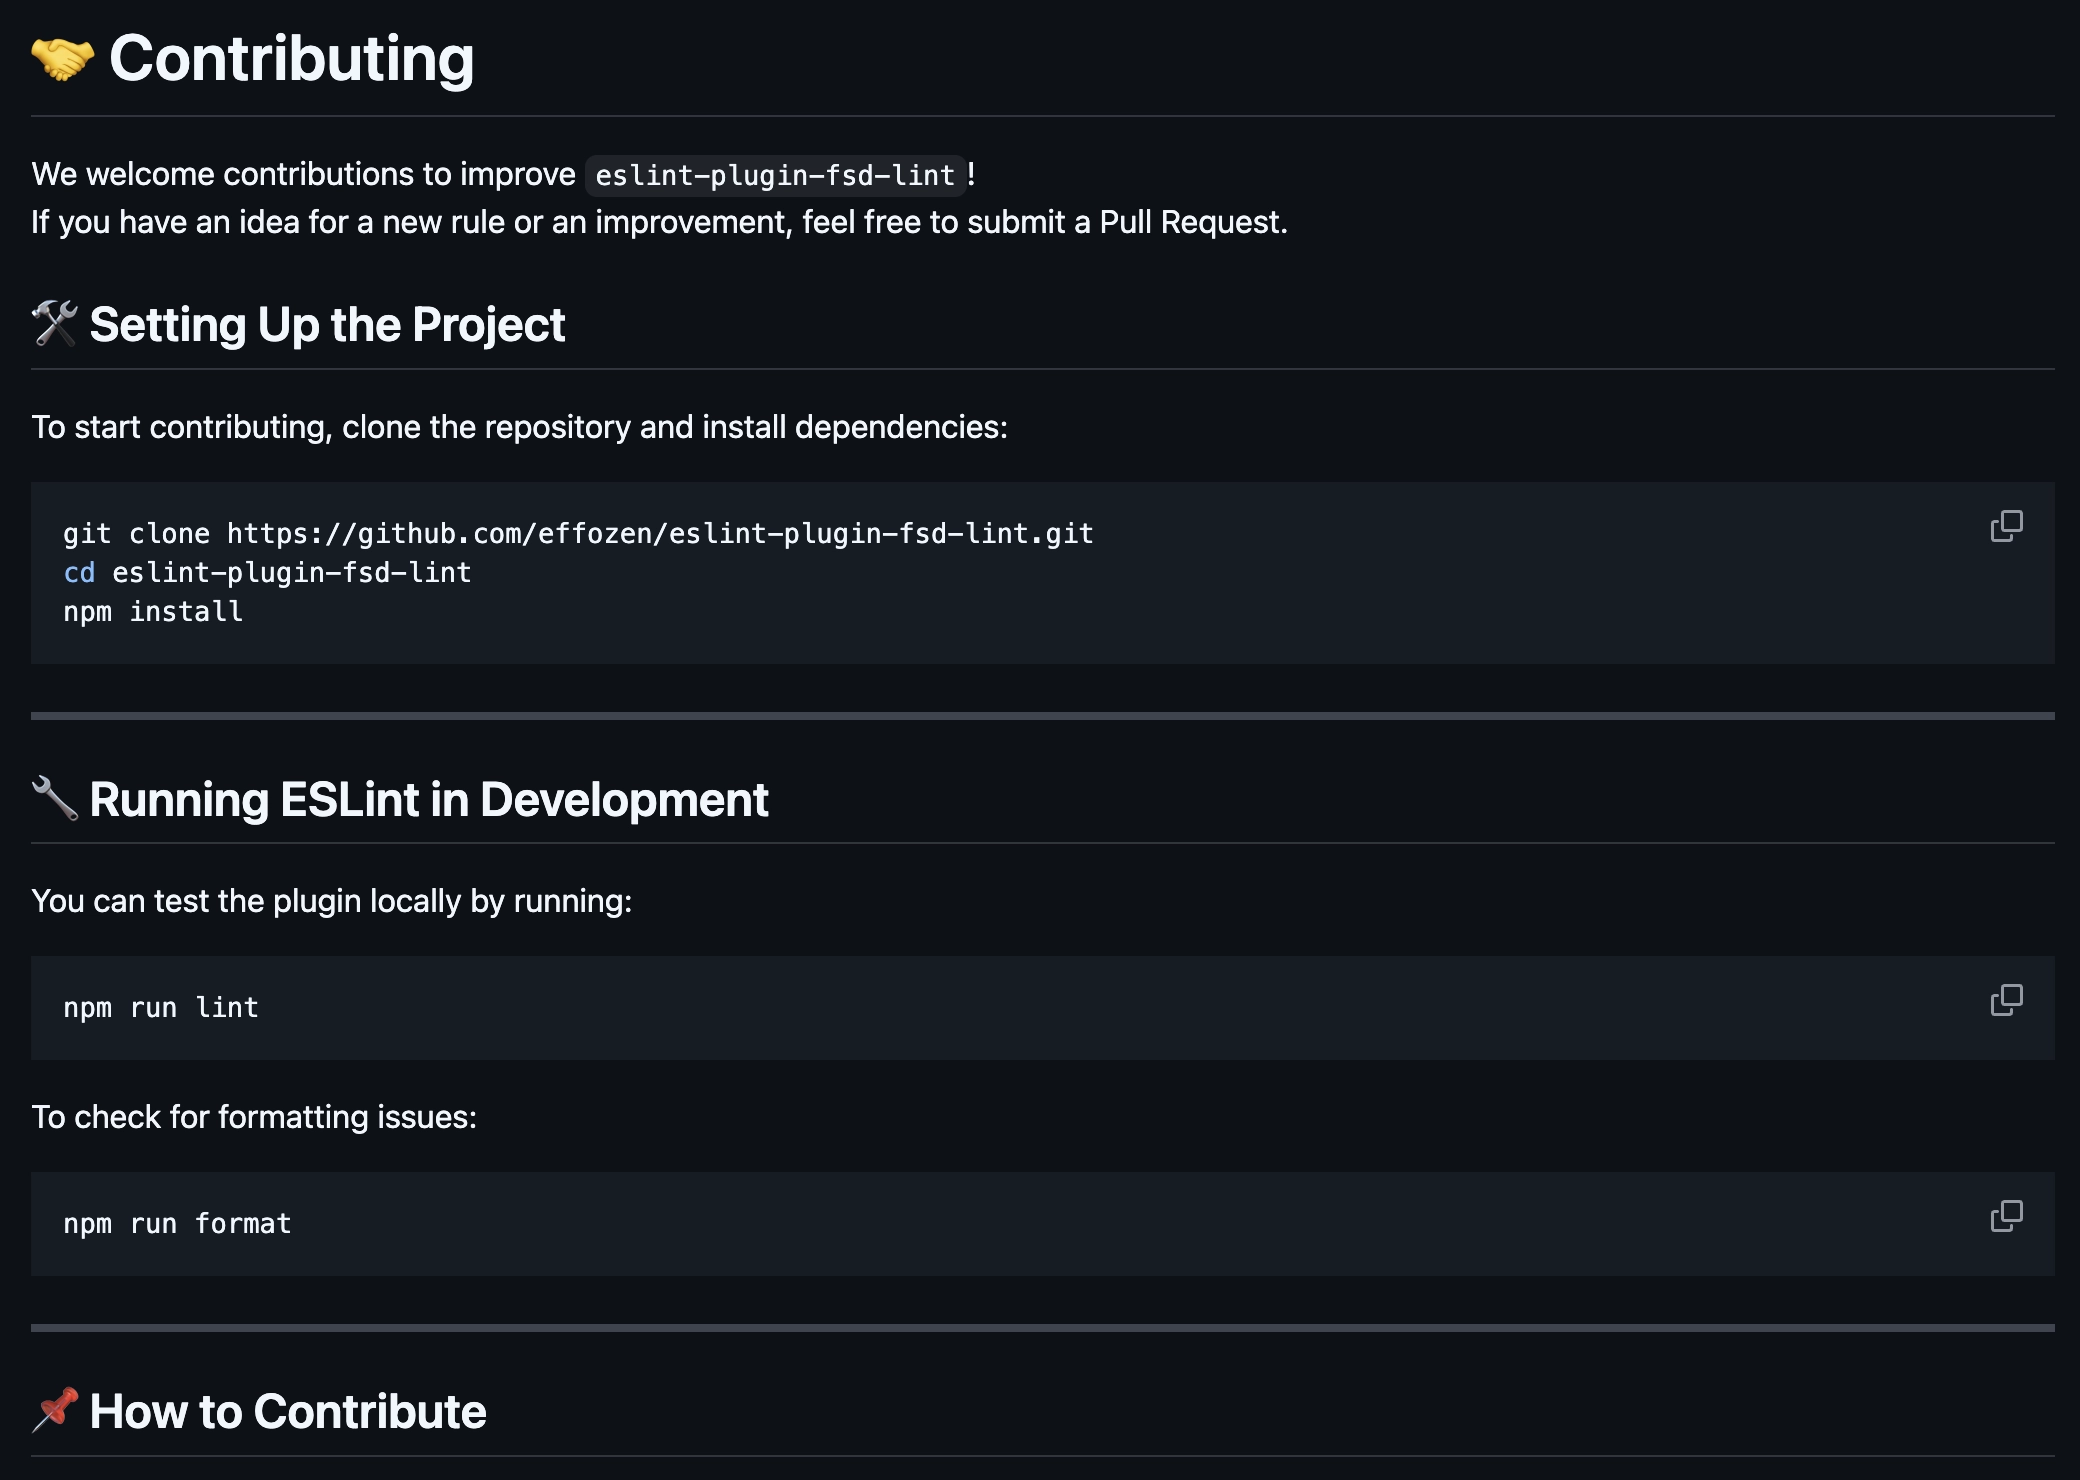 🤝 Contributing
We welcome contributions to improve eslint-plugin-fsd-lint!
If you have an idea for a new rule or an improvement, feel free to submit a Pull Request.
🛠️ Setting Up the Project
To start contributing, clone the repository and install dependencies:
git clone https://github.com/effozen/eslint-plugin-fsd-lint.git
cd eslint-plugin-fsd-lint
npm install
🔧 Running ESLint in Development
You can test the plugin locally by running:
npm run lint
To check for formatting issues:
npm run format
📌 How to Contribute